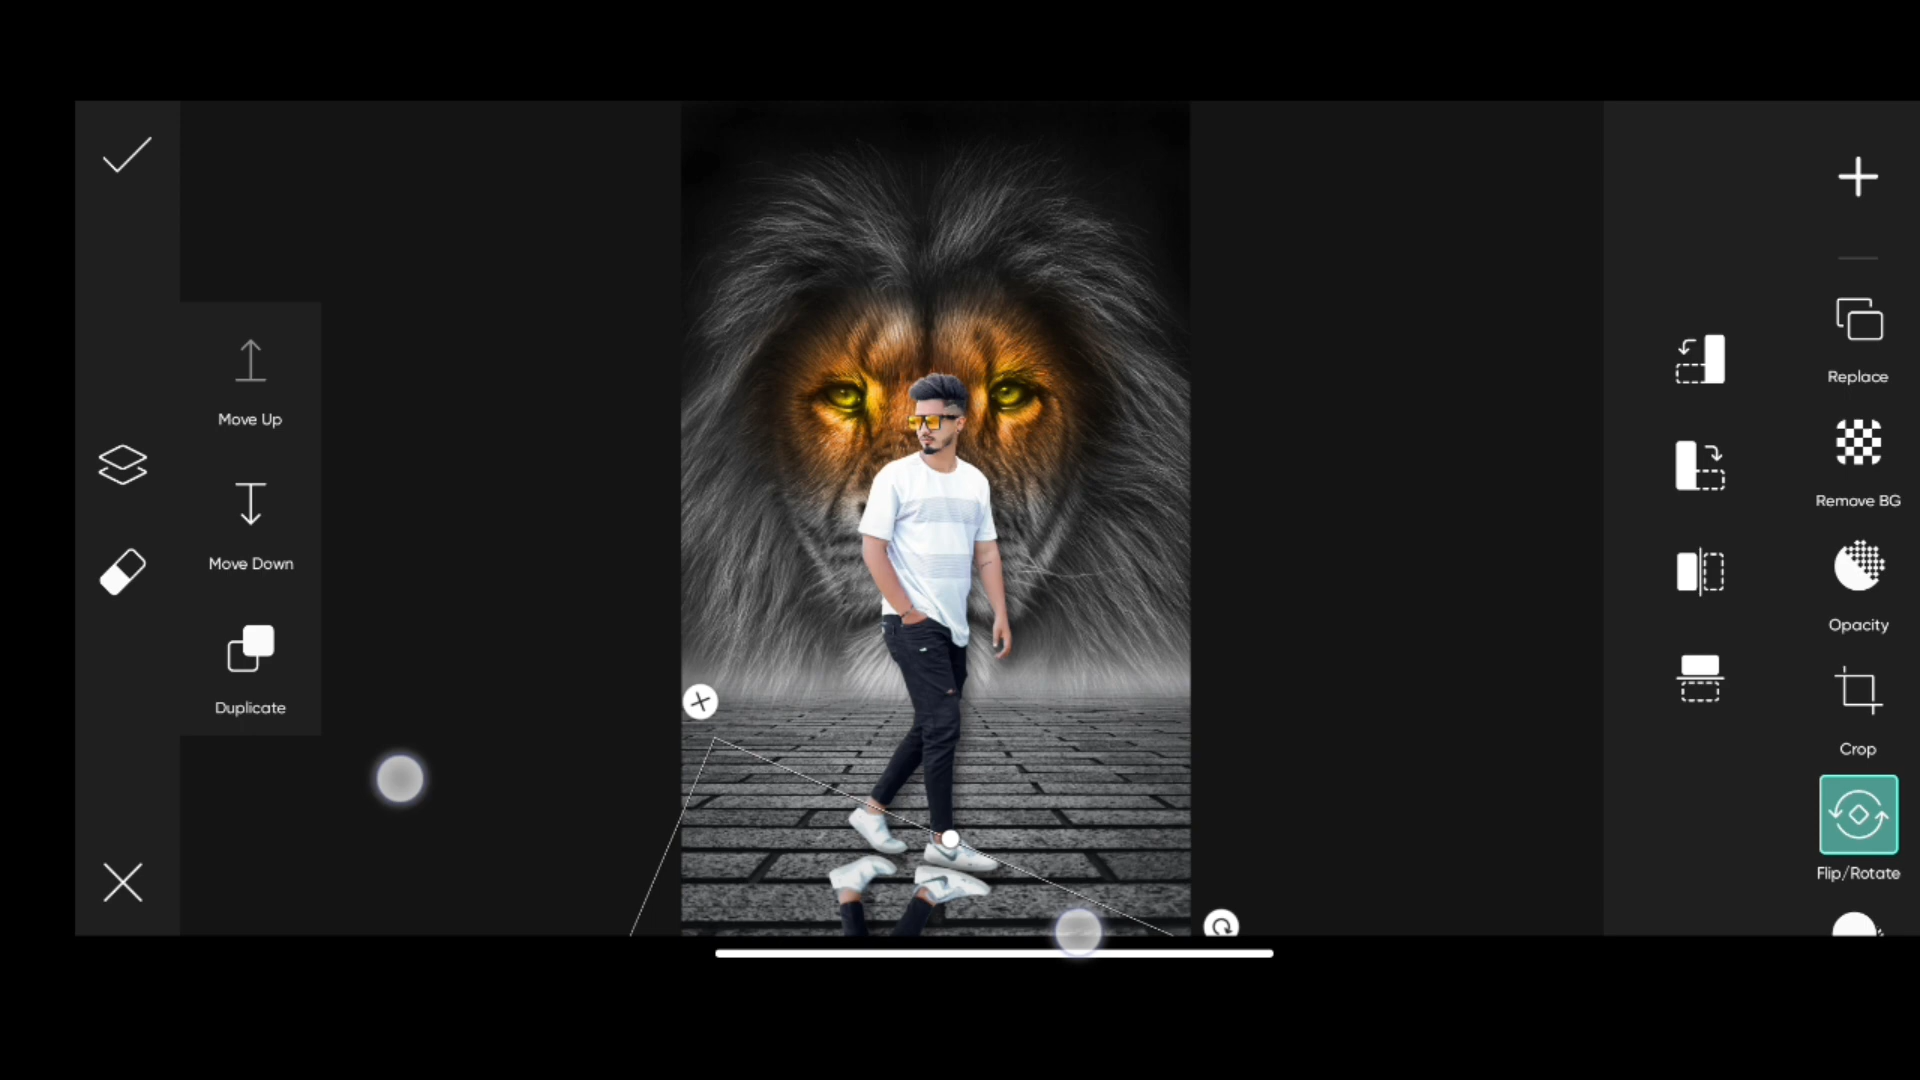 Move Up
Move Down
Duplicate
Replace
Remove BG
Opacity
Crop
Flip/Rotate